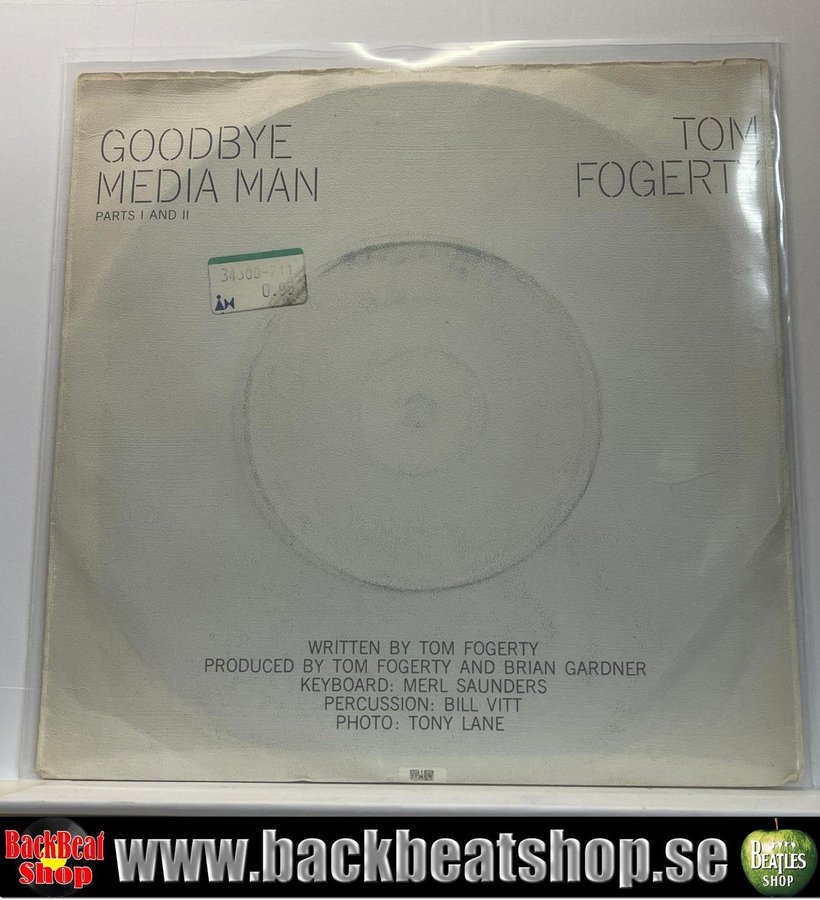 GOODBYE
MEDIA MAN
PARTS I AND II
TOM
FOGERTY
WRITTEN BY TOM FOGERTY
PRODUCED BY TOM FOGERTY AND BRIAN GARDNER
KEYBOARD: MERL SAUNDERS
PERCUSSION: BILL VITT
PHOTO: TONY LANE
BackBeat
Shop
www.backbeatshop.se
BEATLES
SHOP